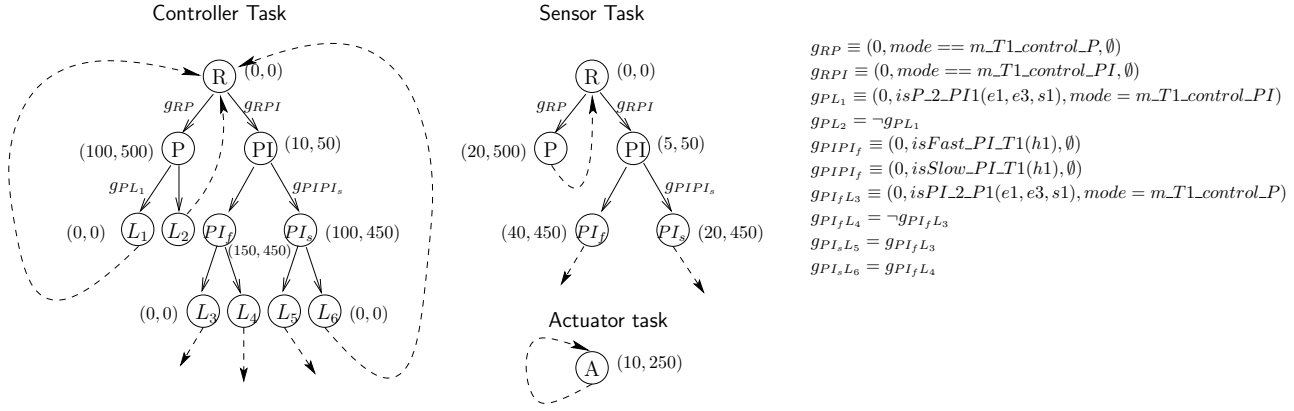 Controller Task
R
(0, 0)
g_{RP}
g_{RPI}
(100, 500)
P
PI
(10, 50)
g_{PL_1}
g_{PIPI_s}
(0, 0)
L_1
L_2
PI_f
PI_s
(100, 450)
(150, 450)
(0, 0)
L_3
L_4
L_5
L_6
(0, 0)
Sensor Task
R
(0, 0)
g_{RP}
g_{RPI}
(20, 500)
P
PI
(5, 50)
g_{PIPI_s}
(40, 450)
PI_f
PI_s
(20, 450)
Actuator task
A
(10, 250)
g_{RP} ≡ (0, mode == m_T1_control_P, ∅)
g_{RPI} ≡ (0, mode == m_T1_control_PI, ∅)
g_{PL_1} ≡ (0, isP_2_PI1(e1, e3, s1), mode = m_T1_control_PI)
g_{PL_2} = ¬g_{PL_1}
g_{PIPI_f} ≡ (0, isFast_PI_T1(h1), ∅)
g_{PIPI_f} ≡ (0, isSlow_PI_T1(h1), ∅)
g_{PI_fL_3} ≡ (0, isPI_2_P1(e1, e3, s1), mode = m_T1_control_P)
g_{PI_fL_4} = ¬g_{PI_fL_3}
g_{PI_sL_5} = g_{PI_fL_3}
g_{PI_sL_6} = g_{PI_fL_4}